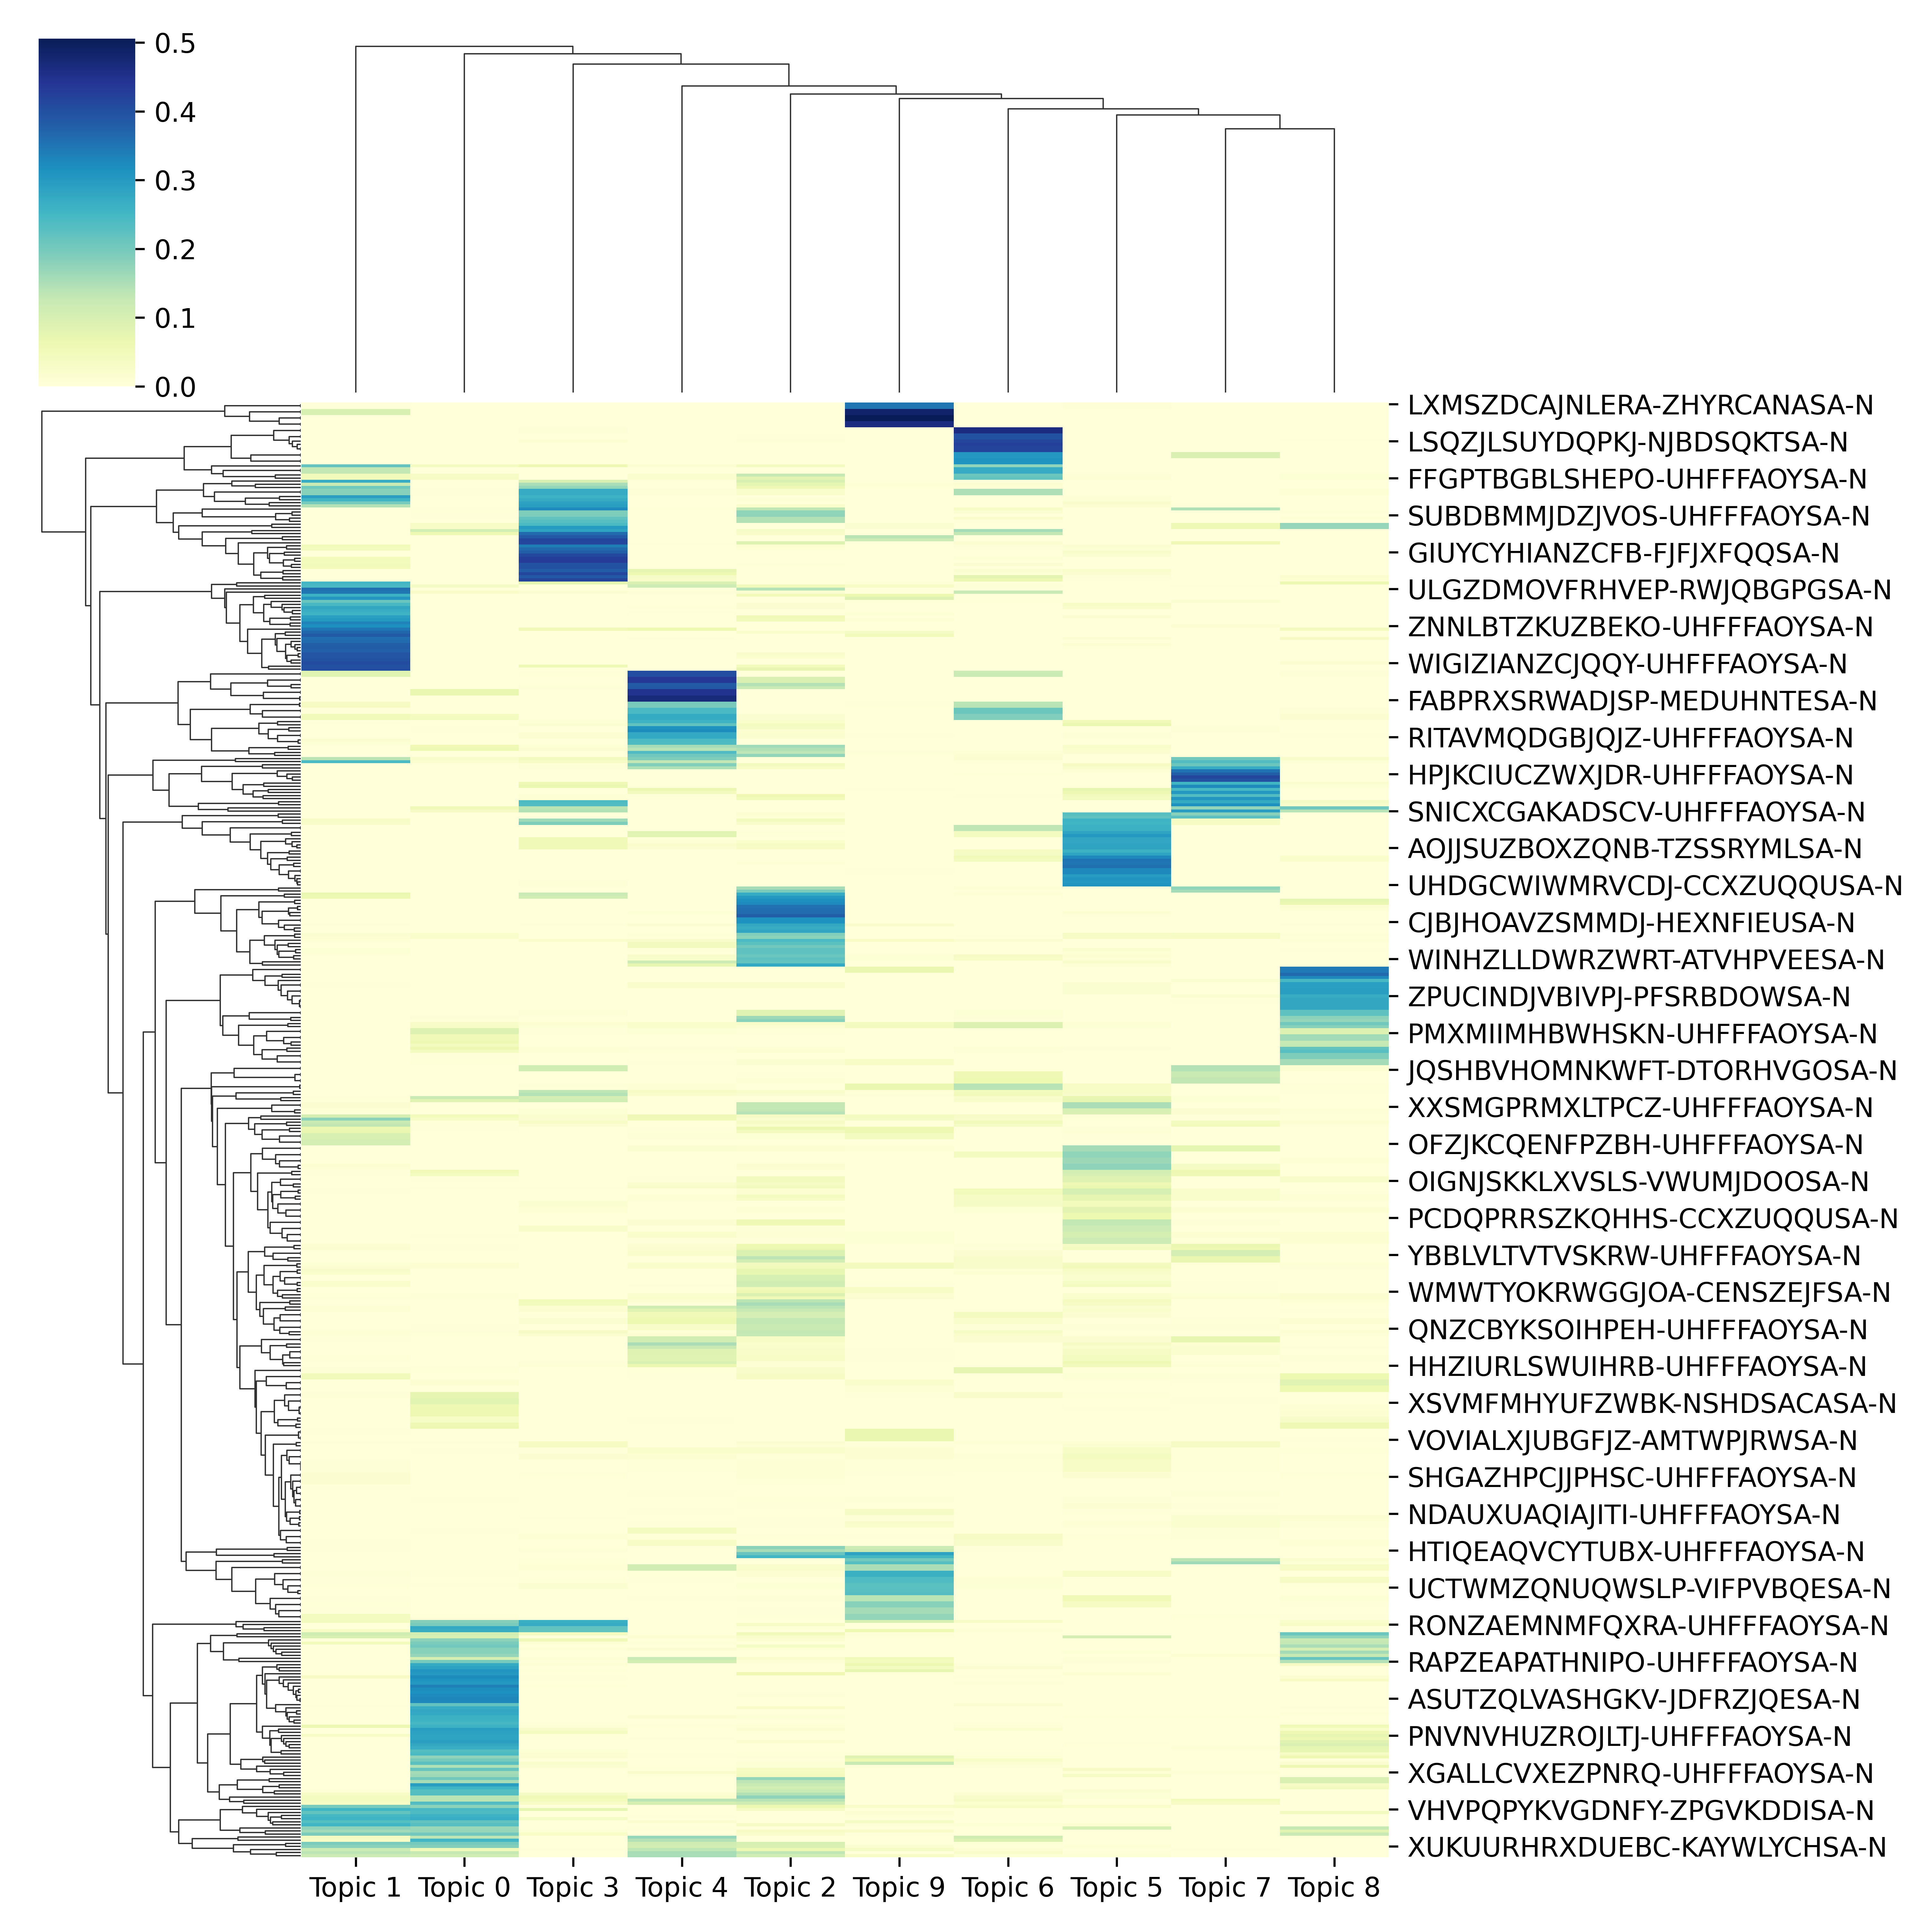 0.5
0.4
0.3
0.2
0.1
0.0
LXMSZDCAJNLERA-ZHYRCANASA-N
LSQZJLSUYDQPKJ-NJBDSQKTSA-N
FFGPTBGBLSHEPO-UHFFFAOYSA-N
SUBDBMMJDZJVOS-UHFFFAOYSA-N
GIUYCYHIANZCFB-FJFJXFQQSA-N
ULGZDMOVFRHVEP-RWJQBGPGSA-N
ZNNLBTZKUZBEKO-UHFFFAOYSA-N
WIGIZIANZCJQQY-UHFFFAOYSA-N
FABPRXSRWADJSP-MEDUHNTESA-N
RITAVMQDGBJQJZ-UHFFFAOYSA-N
HPJKCIUCZWXJDR-UHFFFAOYSA-N
SNICXCGAKADSCV-UHFFFAOYSA-N
AOJJSUZBOXZQNB-TZSSRYMLSA-N
UHDGCWIWMRVCDJ-CCXZUQQUSA-N
CJBJHOAVZSMMDJ-HEXNFIEUSA-N
WINHZLLDWRZWRT-ATVHPVEESA-N
ZPUCINDJVBIVPJ-PFSRBDOWSA-N
PMXMIIMHBWHSKN-UHFFFAOYSA-N
JQSHBVHOMNKWFT-DTORHVGOSA-N
XXSMGPRMXLTPCZ-UHFFFAOYSA-N
OFZJKCQENFPZBH-UHFFFAOYSA-N
OIGNJSKKLXVSLS-VWUMJDOOSA-N
PCDQPRRSZKQHHS-CCXZUQQUSA-N
YBBLVLTVTVSKRW-UHFFFAOYSA-N
WMWTYOKRWGGJOA-CENSZEJFSA-N
QNZCBYKSOIHPEH-UHFFFAOYSA-N
HHZIURLSWUIHRB-UHFFFAOYSA-N
XSVMFMHYUFZWBK-NSHDSACASA-N
VOVIALXJUBGFJZ-AMTWPJRWSA-N
SHGAZHPCJJPHSC-UHFFFAOYSA-N
NDAUXUAQIAJITI-UHFFFAOYSA-N
HTIQEAQVCYTUBX-UHFFFAOYSA-N
UCTWMZQNUQWSLP-VIFPVBQESA-N
RONZAEMNMFQXRA-UHFFFAOYSA-N
RAPZEAPATHNIPO-UHFFFAOYSA-N
ASUTZQLVASHGKV-JDFRZJQESA-N
PNVNVHUZROJLTJ-UHFFFAOYSA-N
XGALLCVXEZPNRQ-UHFFFAOYSA-N
VHVPQPYKVGDNFY-ZPGVKDDISA-N
XUKUURHRXDUEBC-KAYWLYCHSA-N
Topic 1 Topic 0 Topic 3 Topic 4 Topic 2 Topic 9 Topic 6 Topic 5 Topic 7 Topic 8